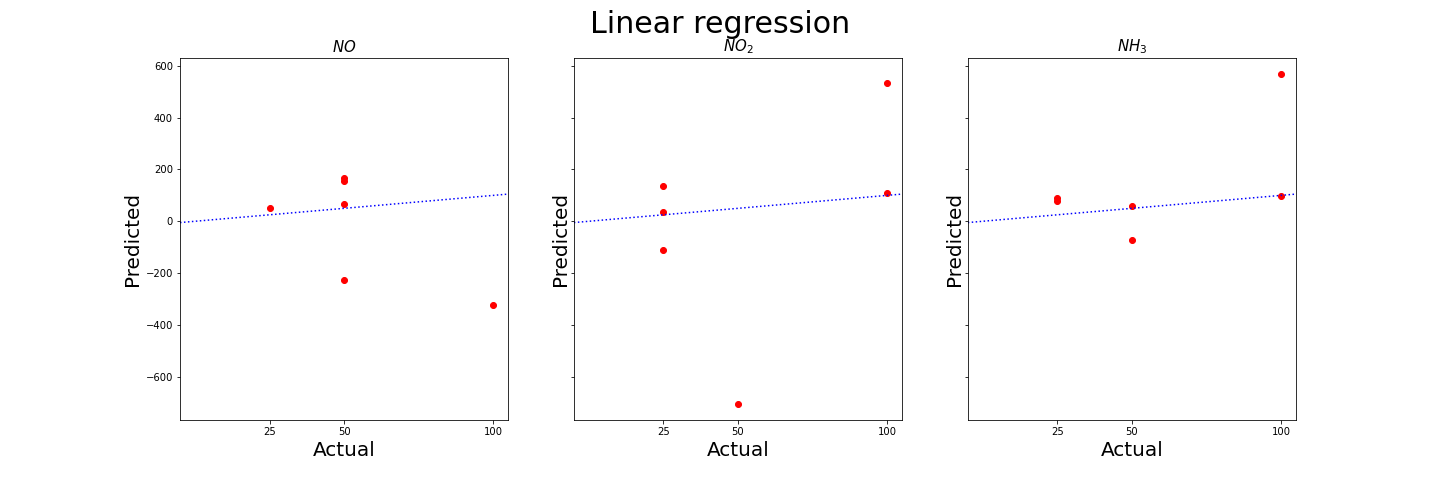 Linear regression
NO
NO₂
NH₃
600
400
200
0
−200
−400
−600
Predicted
Predicted
Predicted
25 50 100
25 50 100
25 50 100
Actual
Actual
Actual